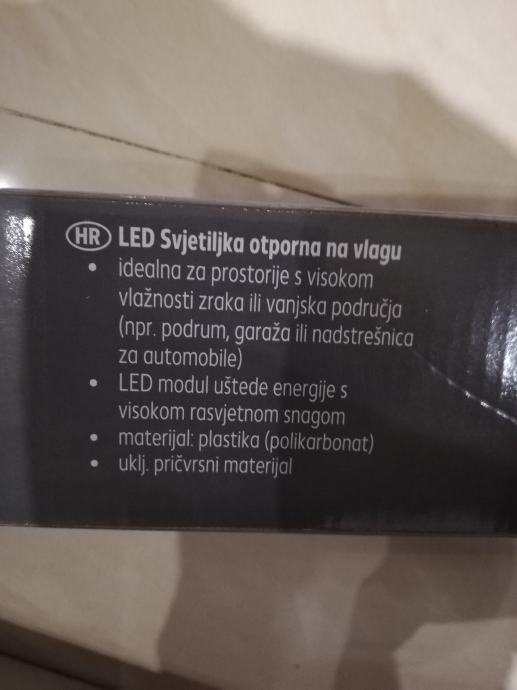 HR LED Svjetiljka otporna na vlagu
• idealna za prostorije s visokom
vlažnosti zraka ili vanjska područja
(npr. podrum, garaža ili nadstrešnica
za automobile)
• LED modul uštede energije s
visokom rasvjetnom snagom
• materijal: plastika (polikarbonat)
• uklj. pričvrsni materijal